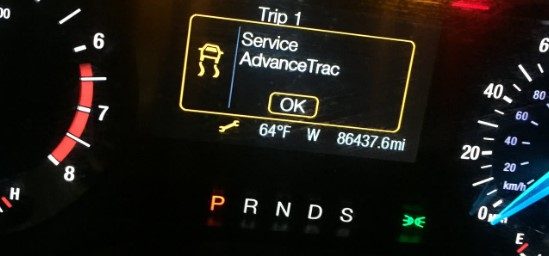 Trip 1
Service
AdvanceTrac
OK
64°F W 86437.6mi
P R N D S
6
7
8
H
40
20
0
80
60
40
20
km/h
E